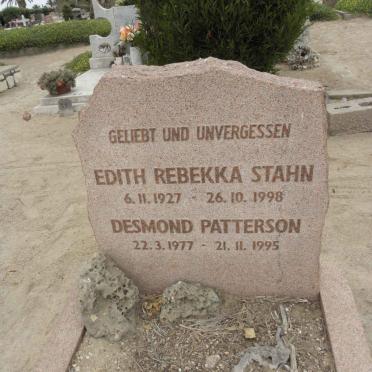 GELIEBT UND UNVERGESSEN
EDITH REBEKKA STAHN
6.11.1927 - 26.10.1998
DESMOND PATTERSON
22.3.1977 - 21.11.1995